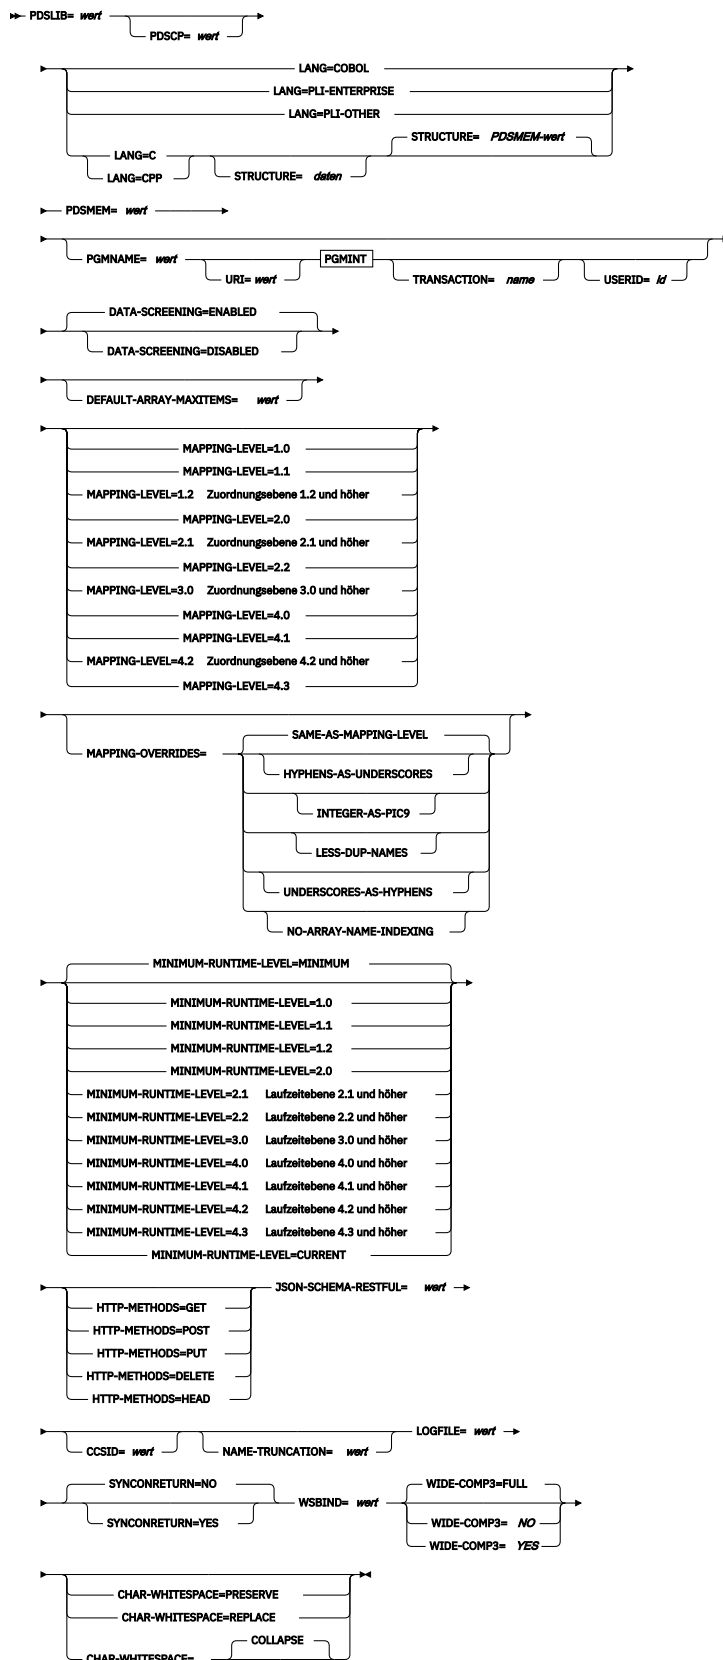 PDSLIB= wert
PDSCP= wert
LANG=COBOL
LANG=PLI-ENTERPRISE
LANG=PLI-OTHER
STRUCTURE= PDSMEM-wert
LANG=C
LANG=CPP
STRUCTURE= daten
PDSMEM= wert
PGMNAME= wert
URI= wert
PGMINT
TRANSACTION= name
USERID= id
DATA-SCREENING=ENABLED
DATA-SCREENING=DISABLED
DEFAULT-ARRAY-MAXITEMS= wert
MAPPING-LEVEL=1.0
MAPPING-LEVEL=1.1
MAPPING-LEVEL=1.2 Zuordnungsebene 1.2 und höher
MAPPING-LEVEL=2.0
MAPPING-LEVEL=2.1 Zuordnungsebene 2.1 und höher
MAPPING-LEVEL=2.2
MAPPING-LEVEL=3.0 Zuordnungsebene 3.0 und höher
MAPPING-LEVEL=4.0
MAPPING-LEVEL=4.1
MAPPING-LEVEL=4.2 Zuordnungsebene 4.2 und höher
MAPPING-LEVEL=4.3
SAME-AS-MAPPING-LEVEL
MAPPING-OVERRIDES=
HYPHENS-AS-UNDERSCORES
INTEGER-AS-PIC9
LESS-DUP-NAMES
UNDERSCORES-AS-HYPHENS
NO-ARRAY-NAME-INDEXING
MINIMUM-RUNTIME-LEVEL=MINIMUM
MINIMUM-RUNTIME-LEVEL=1.0
MINIMUM-RUNTIME-LEVEL=1.1
MINIMUM-RUNTIME-LEVEL=1.2
MINIMUM-RUNTIME-LEVEL=2.0
MINIMUM-RUNTIME-LEVEL=2.1 Laufzeitebene 2.1 und höher
MINIMUM-RUNTIME-LEVEL=2.2 Laufzeitebene 2.2 und höher
MINIMUM-RUNTIME-LEVEL=3.0 Laufzeitebene 3.0 und höher
MINIMUM-RUNTIME-LEVEL=4.0 Laufzeitebene 4.0 und höher
MINIMUM-RUNTIME-LEVEL=4.1 Laufzeitebene 4.1 und höher
MINIMUM-RUNTIME-LEVEL=4.2 Laufzeitebene 4.2 und höher
MINIMUM-RUNTIME-LEVEL=4.3 Laufzeitebene 4.3 und höher
MINIMUM-RUNTIME-LEVEL=CURRENT
JSON-SCHEMA-RESTFUL= wert
HTTP-METHODS=GET
HTTP-METHODS=POST
HTTP-METHODS=PUT
HTTP-METHODS=DELETE
HTTP-METHODS=HEAD
LOGFILE= wert
CCSID= wert
NAME-TRUNCATION= wert
SYNCONRETURN=NO
SYNCONRETURN=YES
WSBIND= wert
WIDE-COMP3=FULL
WIDE-COMP3= NO
WIDE-COMP3= YES
CHAR-WHITESPACE=PRESERVE
CHAR-WHITESPACE=REPLACE
COLLAPSE
CHAR-WHITESPACE=